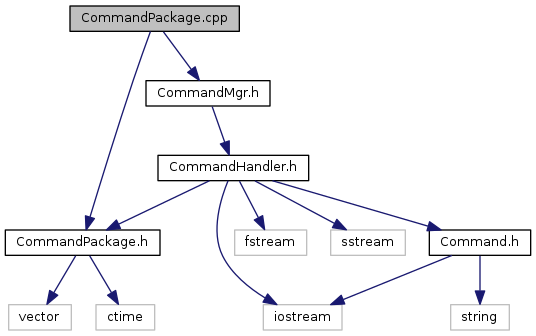 CommandPackage.cpp
CommandMgr.h
CommandHandler.h
CommandPackage.h
fstream
sstream
Command.h
vector
ctime
iostream
string